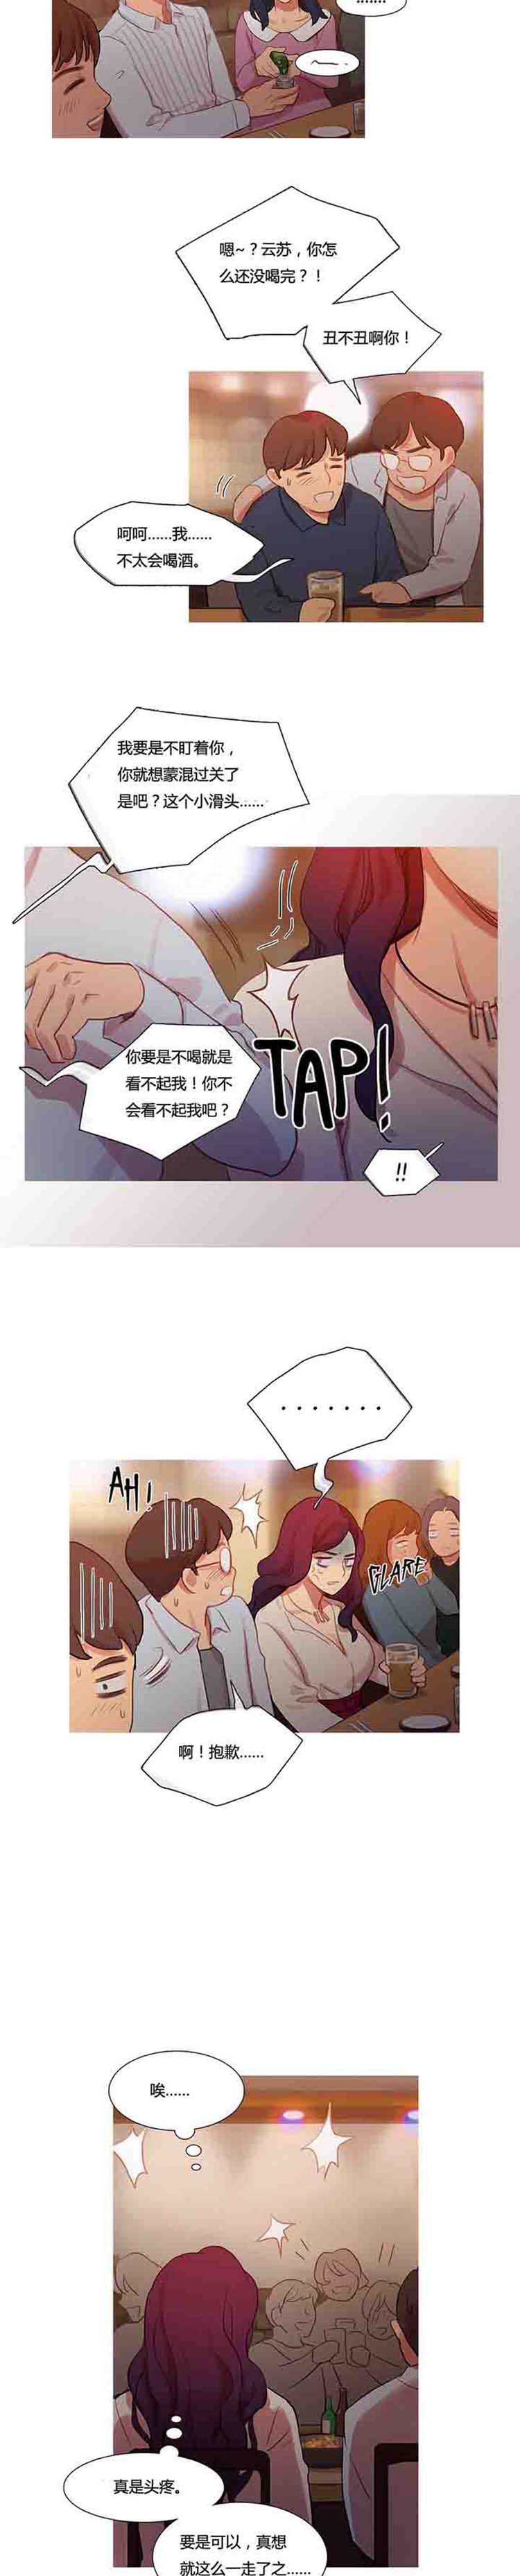 .......
嗯~？云苏，你怎
么还没喝完？！
丑不丑啊你！
呵呵......我......
不太会喝酒。
我要是不盯着你，
你就想蒙混过关了
是吧？这个小滑头......
你要是不喝就是
看不起我！你不
会看不起我吧？
TAP!
!!
.......
AH!
GLARE
啊！抱歉......
唉......
真是头疼。
要是可以，真想
就这么一走了之......